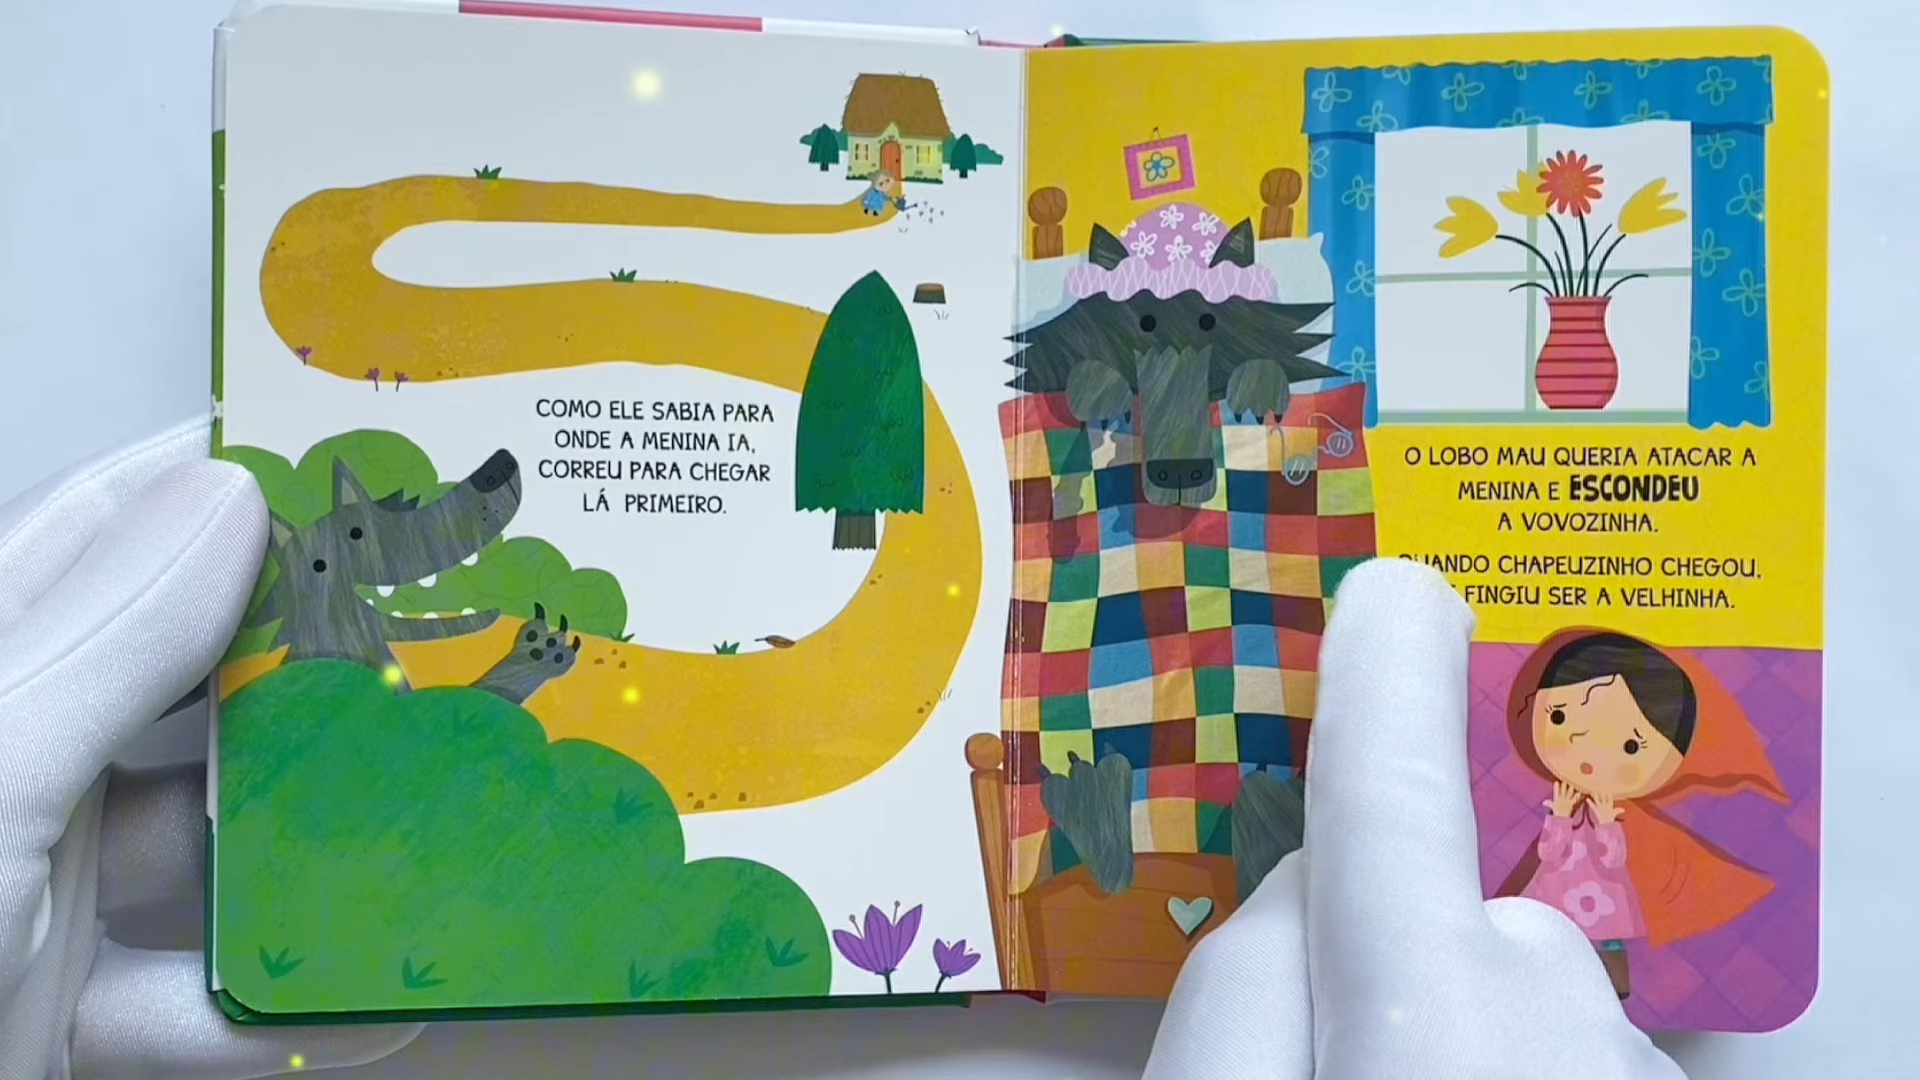 COMO ELE SABIA PARA
ONDE A MENINA IA,
CORREU PARA CHEGAR
LÁ PRIMEIRO.
O LOBO MAU QUERIA ATACAR A
MENINA E ESCONDEU
A VOVOZINHA.
CHAPEUZINHO CHEGOU,
FINGIU SER A VELHINHA.